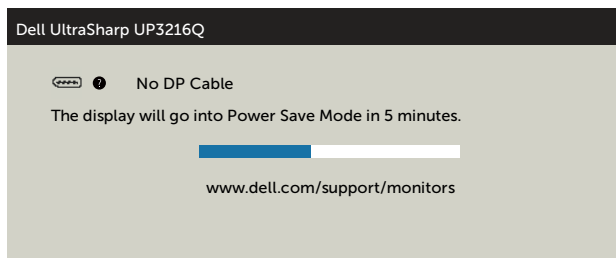 Dell UltraSharp UP3216Q
? No DP Cable
The display will go into Power Save Mode in 5 minutes.
www.dell.com/support/monitors